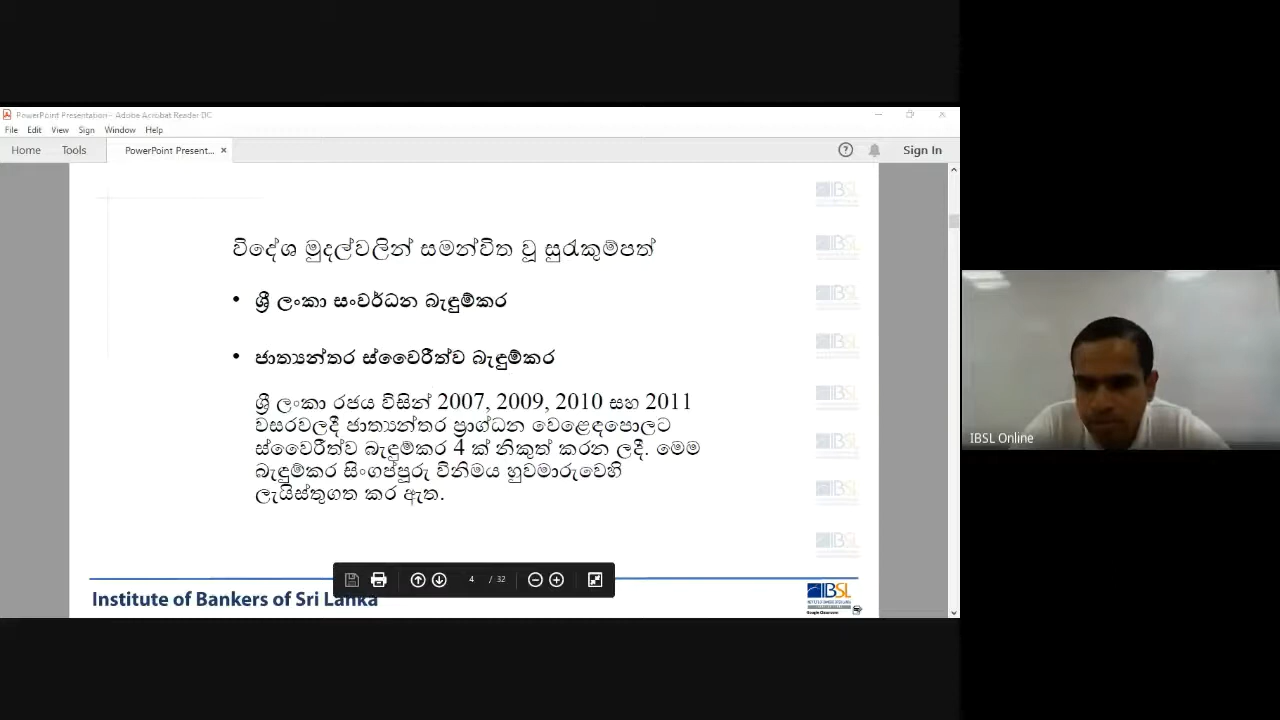 PowerPoint Presentation - Adobe Acrobat Reader DC
File Edit View Sign Window Help
Home Tools PowerPoint Present... × Sign In
විදේශ මුදල්වලින් සමන්විත වූ සුරැකුම්පත්
• ශ්‍රී ලංකා සංවර්ධන බැඳුම්කර
• ජාත්‍යන්තර ස්වෛරීත්ව බැඳුම්කර
ශ්‍රී ලංකා රජය විසින් 2007, 2009, 2010 සහ 2011
වසරවලදී ජාත්‍යන්තර ප්‍රාග්ධන වෙළෙඳපොලට
ස්වෛරීත්ව බැඳුම්කර 4 ක් නිකුත් කරන ලදී. මෙම
බැඳුම්කර සිංගප්පූරු විනිමය හුවමාරුවෙහි
ලැයිස්තුගත කර ඇත.
4 / 32
Institute of Bankers of Sri Lanka
IBSL
IBSL Online